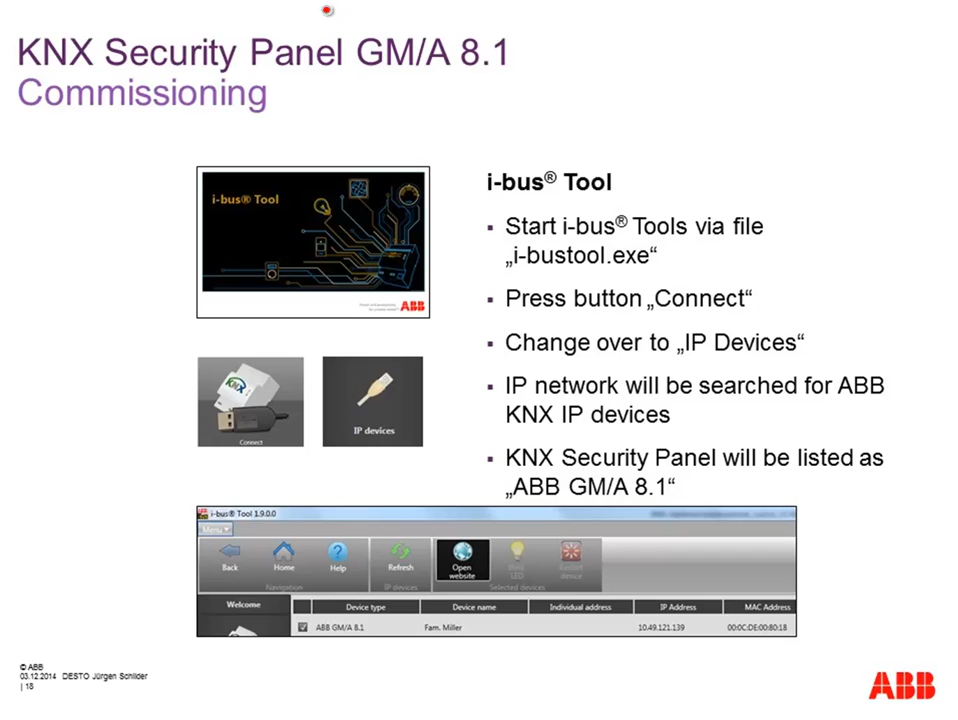 KNX Security Panel GM/A 8.1
Commissioning
i-bus® Tool
ABB
i-bus® Tool
▪ Start i-bus® Tools via file
„i-bustool.exe“
▪ Press button „Connect“
▪ Change over to „IP Devices“
▪ IP network will be searched for ABB
KNX IP devices
▪ KNX Security Panel will be listed as
„ABB GM/A 8.1“
KNX
Connect
IP devices
i-bus® Tool 1.9.0.0
Menu
Back Home Help Refresh Open website Blink LED Restart device
Navigation IP devices Selected devices
Welcome Device type Device name Individual address IP Address MAC Address
ABB GM/A 8.1 Fam. Miller 10.49.121.139 00:0C:DE:00:80:18
© ABB
03.12.2014 DESTO Jürgen Schilder
| 18
ABB